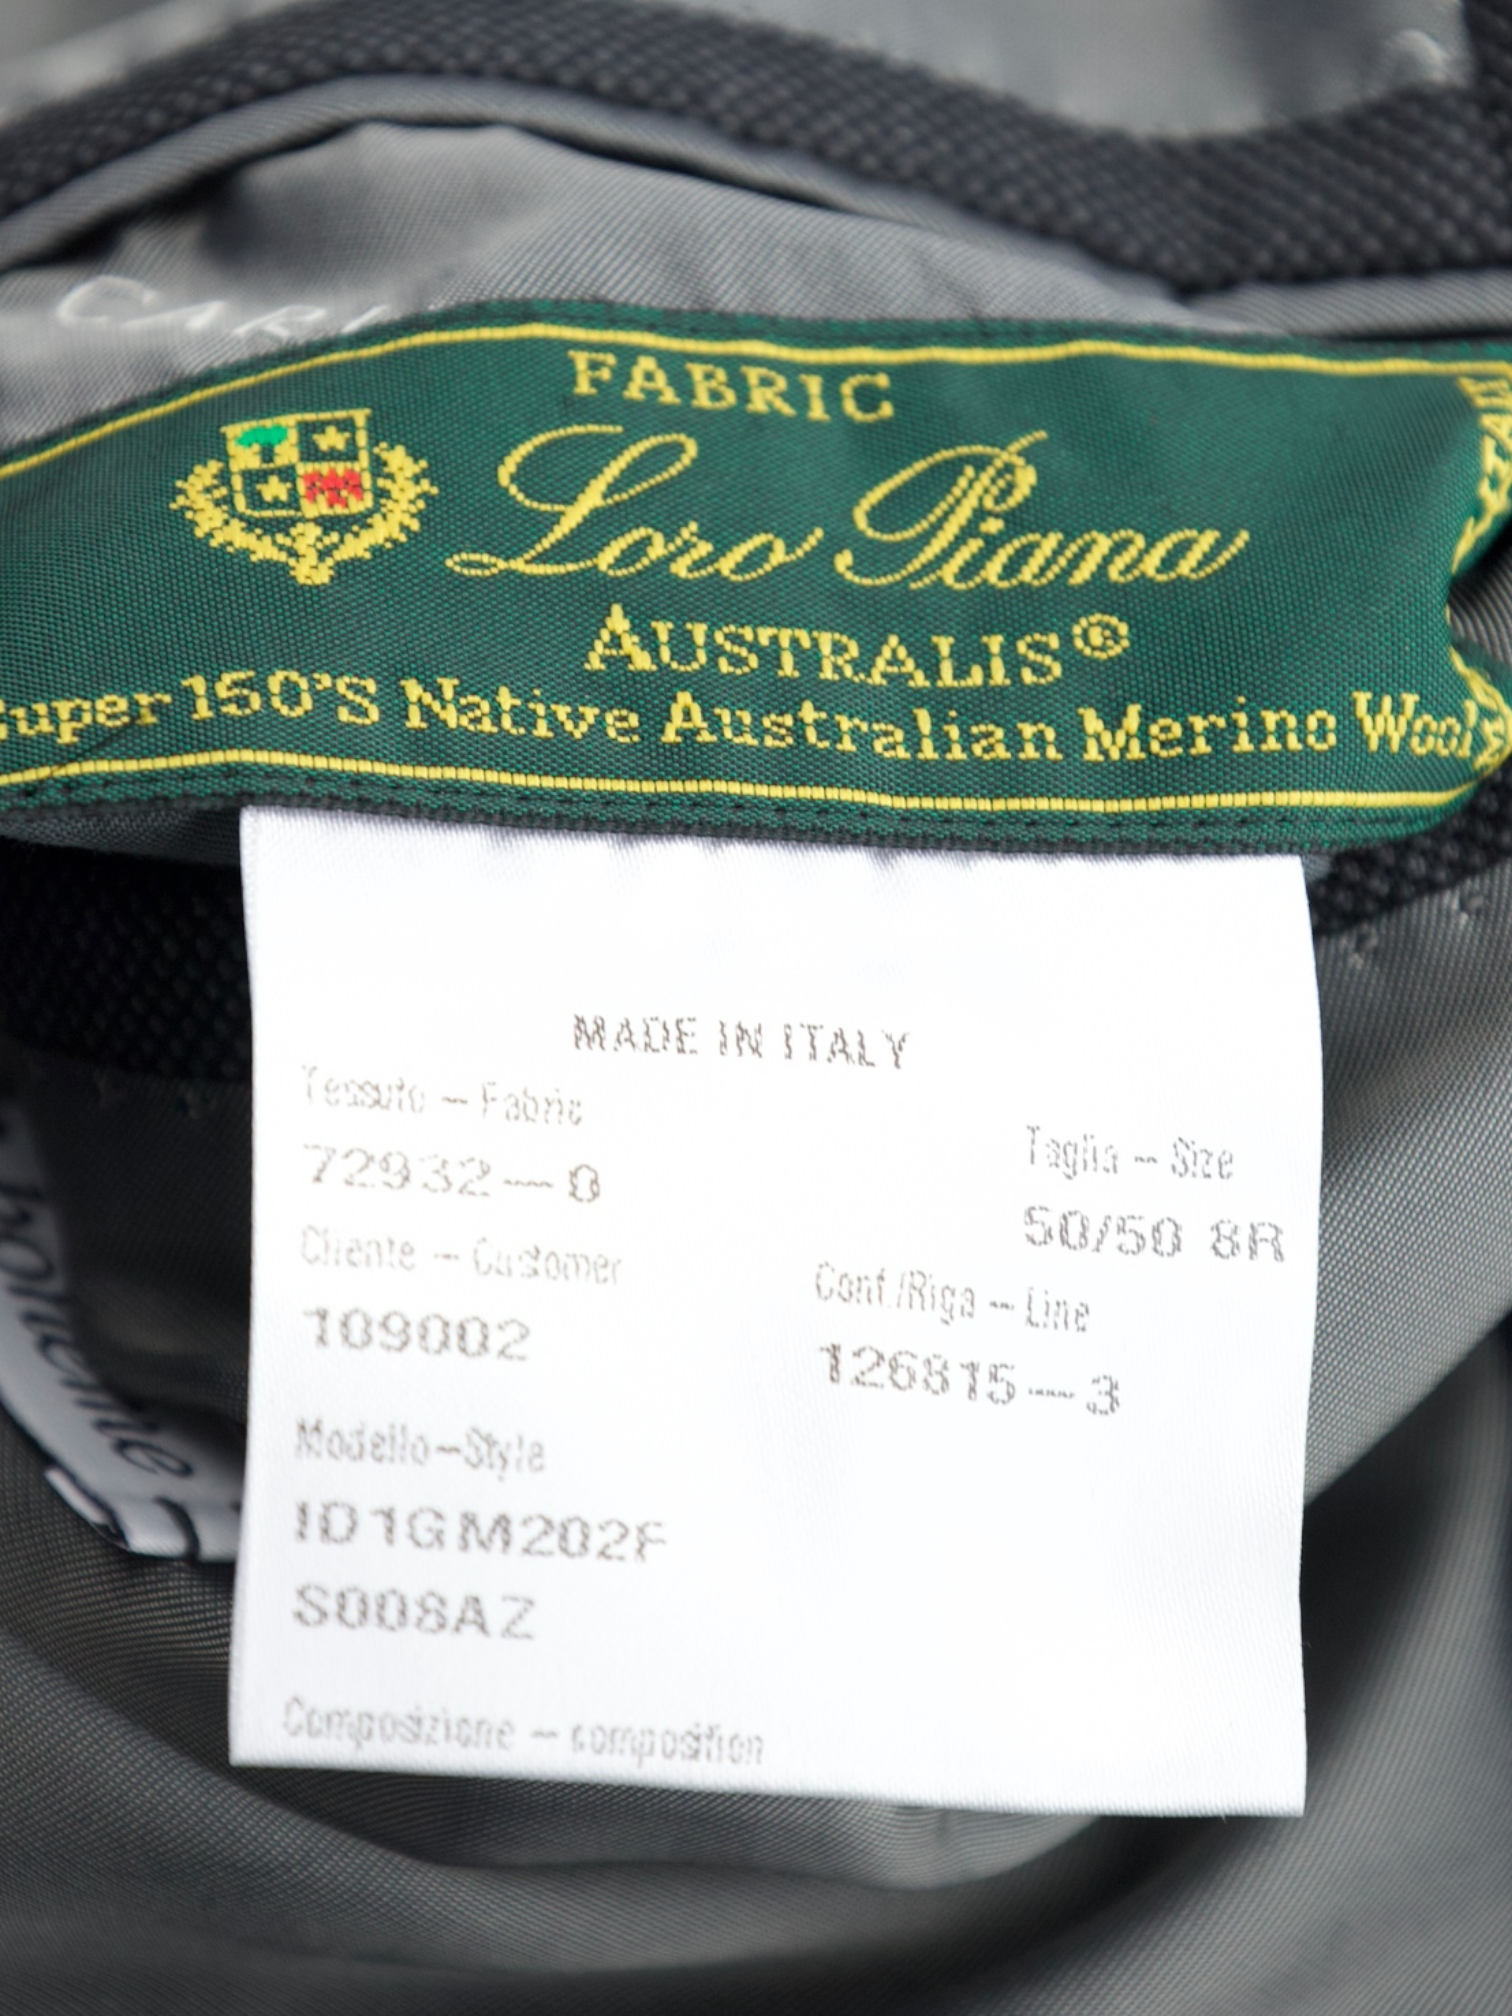 FABRIC
Loro Piana
AUSTRALIS®
Super 150'S Native Australian Merino Wool
MADE IN ITALY
Tessuto - Fabric
72932-0
Taglia - Size
50/50 8R
Cliente - Customer
109002
Conf./Riga - Line
126815-3
Modello-Style
ID1GM202F
S008AZ
Composizione - composition